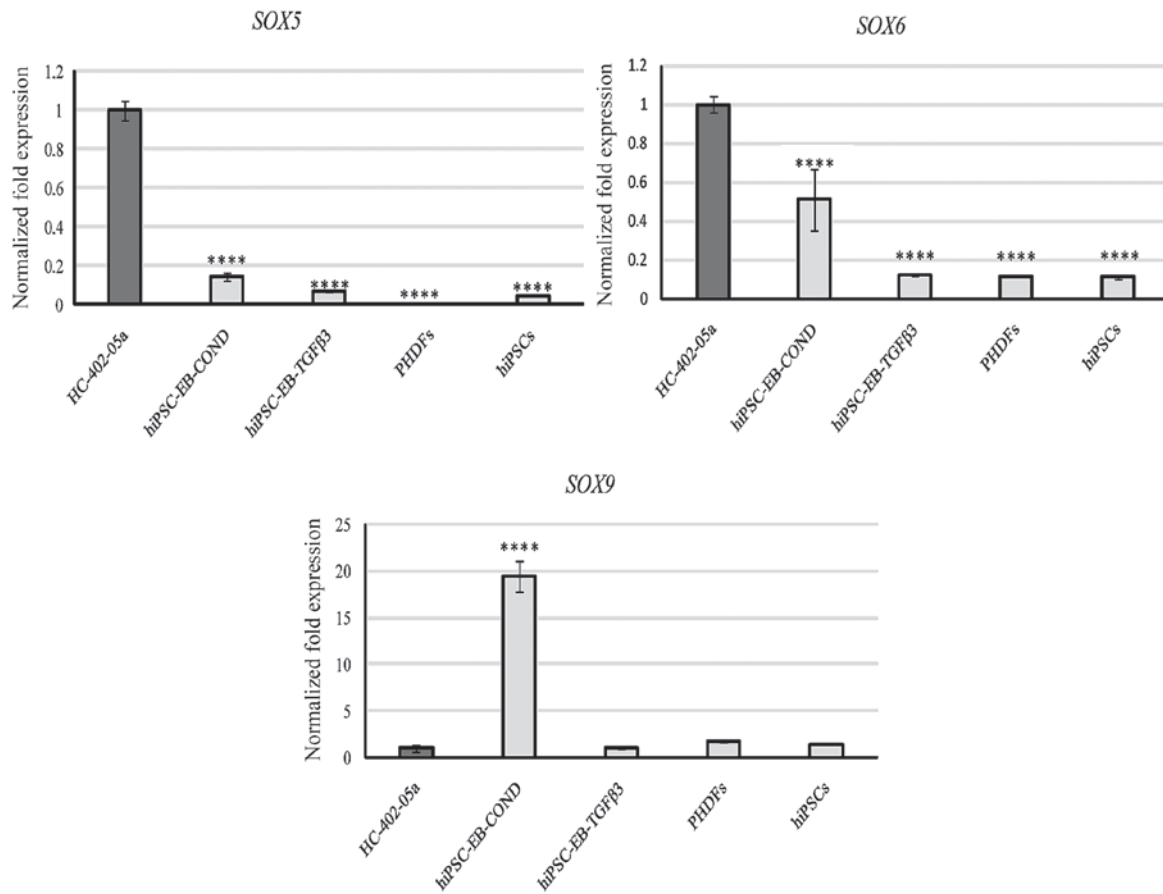 SOX5
Normalized fold expression
1.2
1
0.8
0.6
0.4
0.2
0
****
****
****
****
HC-402-05a
hiPSC-EB-COND
hiPSC-EB-TGFβ3
PHDFs
hiPSCs
SOX6
Normalized fold expression
1.2
1
0.8
0.6
0.4
0.2
0
****
****
****
****
HC-402-05a
hiPSC-EB-COND
hiPSC-EB-TGFβ3
PHDFs
hiPSCs
SOX9
Normalized fold expression
25
20
15
10
5
0
****
HC-402-05a
hiPSC-EB-COND
hiPSC-EB-TGFβ3
PHDFs
hiPSCs